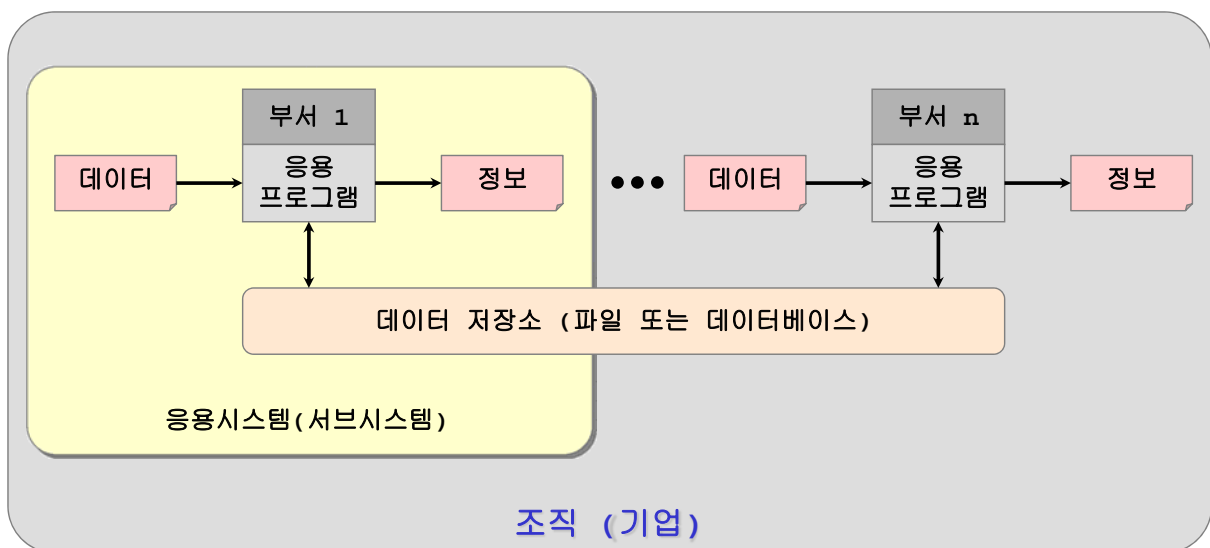 부서 1
데이터
응용
프로그램
정보
●●●
부서 n
데이터
응용
프로그램
정보
데이터 저장소 (파일 또는 데이터베이스)
응용시스템(서브시스템)
조직 (기업)